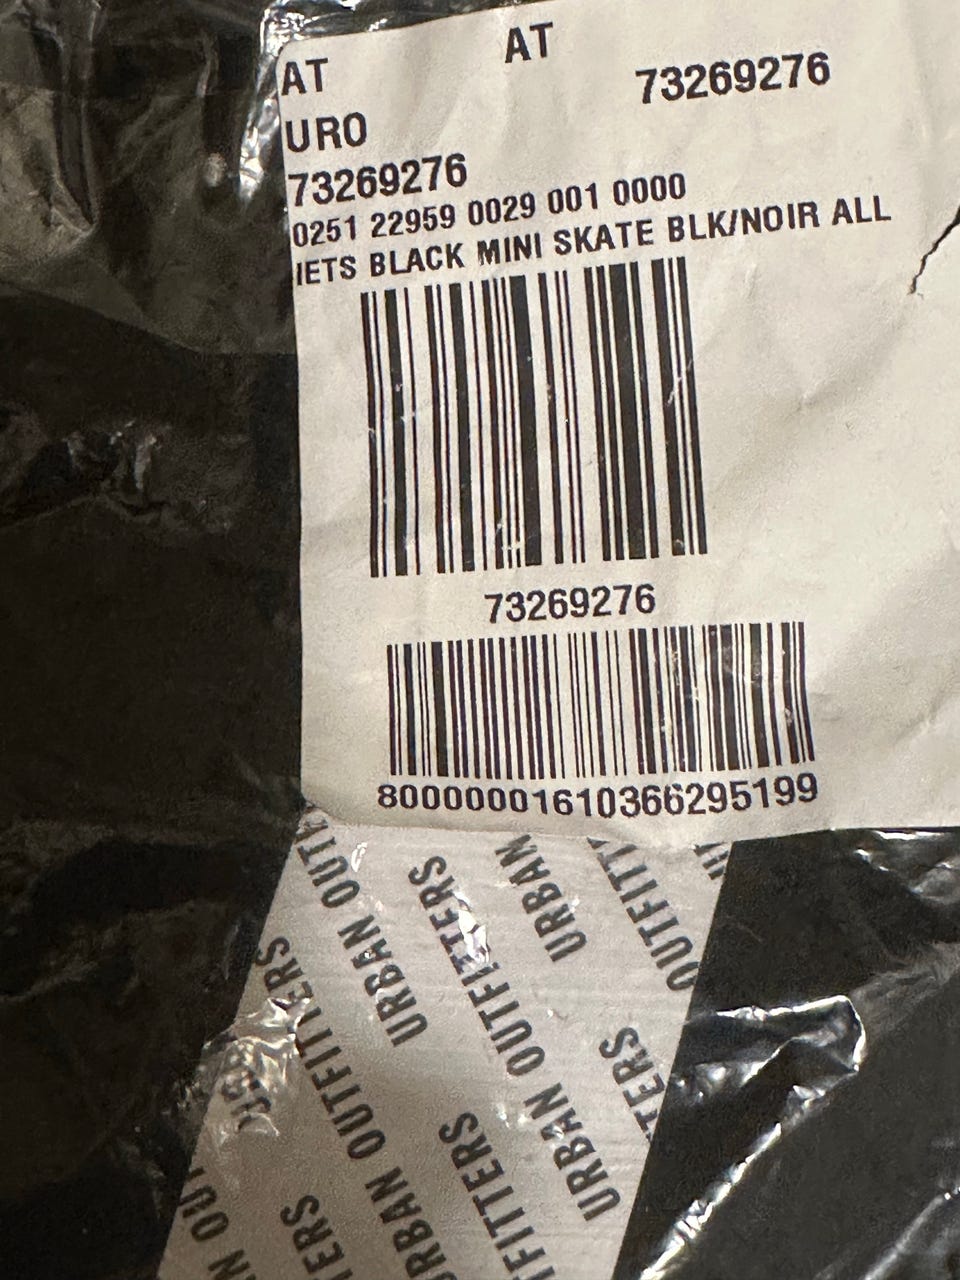 AT AT
73269276
URO
73269276
0251 22959 0029 001 0000
IETS BLACK MINI SKATE BLK/NOIR ALL
73269276
8000000161036629519​9
URBAN
OUTFITTERS
URBAN OUTFITTERS
URBAN OUTFITTERS
URBAN